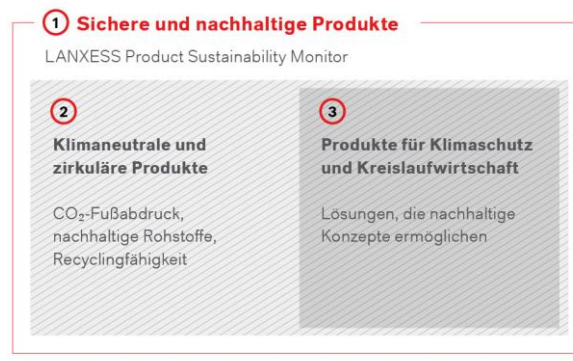 1 Sichere und nachhaltige Produkte
LANXESS Product Sustainability Monitor
2
Klimaneutrale und
zirkuläre Produkte
CO₂-Fußabdruck,
nachhaltige Rohstoffe,
Recyclingfähigkeit
3
Produkte für Klimaschutz
und Kreislaufwirtschaft
Lösungen, die nachhaltige
Konzepte ermöglichen